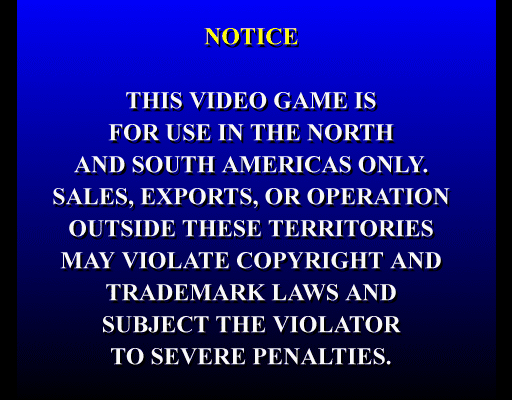 NOTICE
THIS VIDEO GAME IS
FOR USE IN THE NORTH
AND SOUTH AMERICAS ONLY.
SALES, EXPORTS, OR OPERATION
OUTSIDE THESE TERRITORIES
MAY VIOLATE COPYRIGHT AND
TRADEMARK LAWS AND
SUBJECT THE VIOLATOR
TO SEVERE PENALTIES.